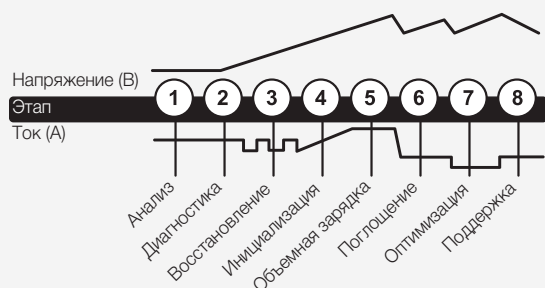 Напряжение (В)
Этап
1 2 3 4 5 6 7 8
Ток (А)
Анализ
Диагностика
Восстановление
Инициализация
Объемная зарядка
Поглощение
Оптимизация
Поддержка